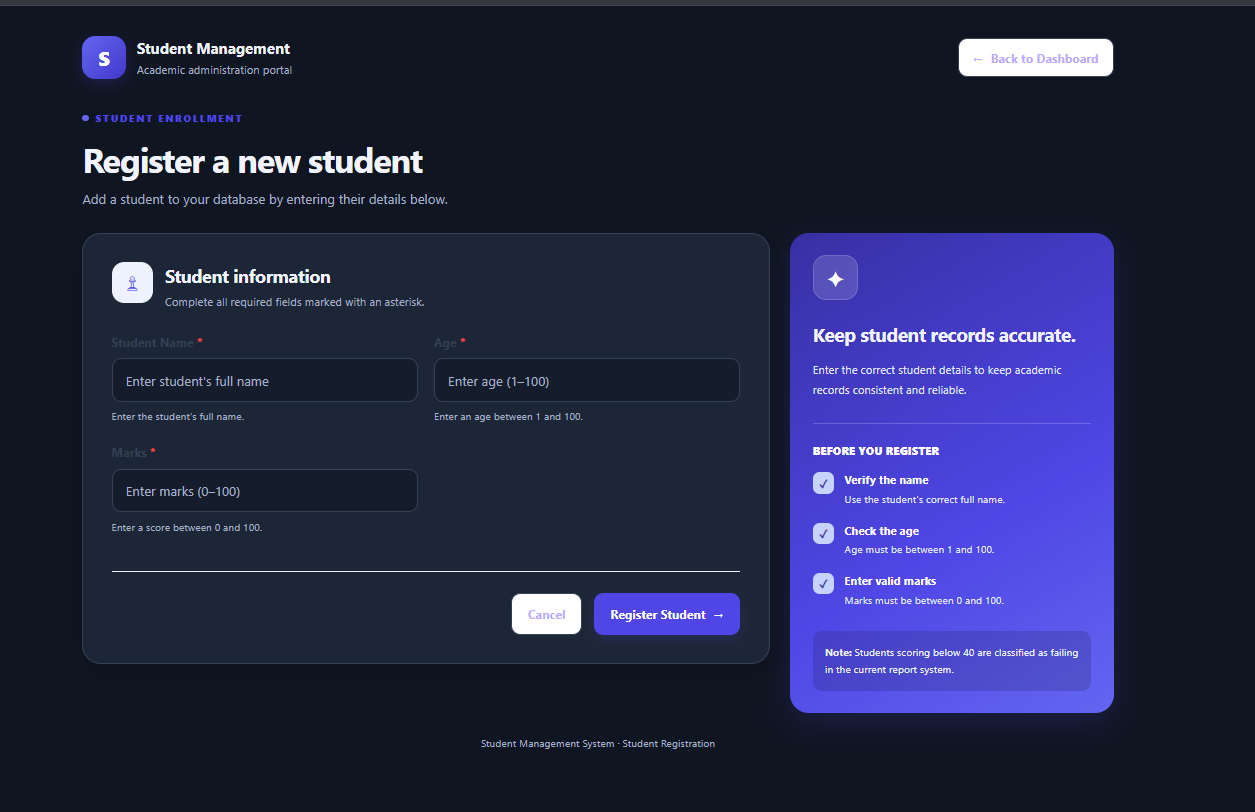 S
Student Management
Academic administration portal
← Back to Dashboard
STUDENT ENROLLMENT
Register a new student
Add a student to your database by entering their details below.
Student information
Complete all required fields marked with an asterisk.
Student Name *
Enter student's full name
Enter the student's full name.
Age *
Enter age (1–100)
Enter an age between 1 and 100.
Marks *
Enter marks (0–100)
Enter a score between 0 and 100.
Cancel
Register Student →
Keep student records accurate.
Enter the correct student details to keep academic
records consistent and reliable.
BEFORE YOU REGISTER
Verify the name
Use the student's correct full name.
Check the age
Age must be between 1 and 100.
Enter valid marks
Marks must be between 0 and 100.
Note: Students scoring below 40 are classified as failing
in the current report system.
Student Management System · Student Registration